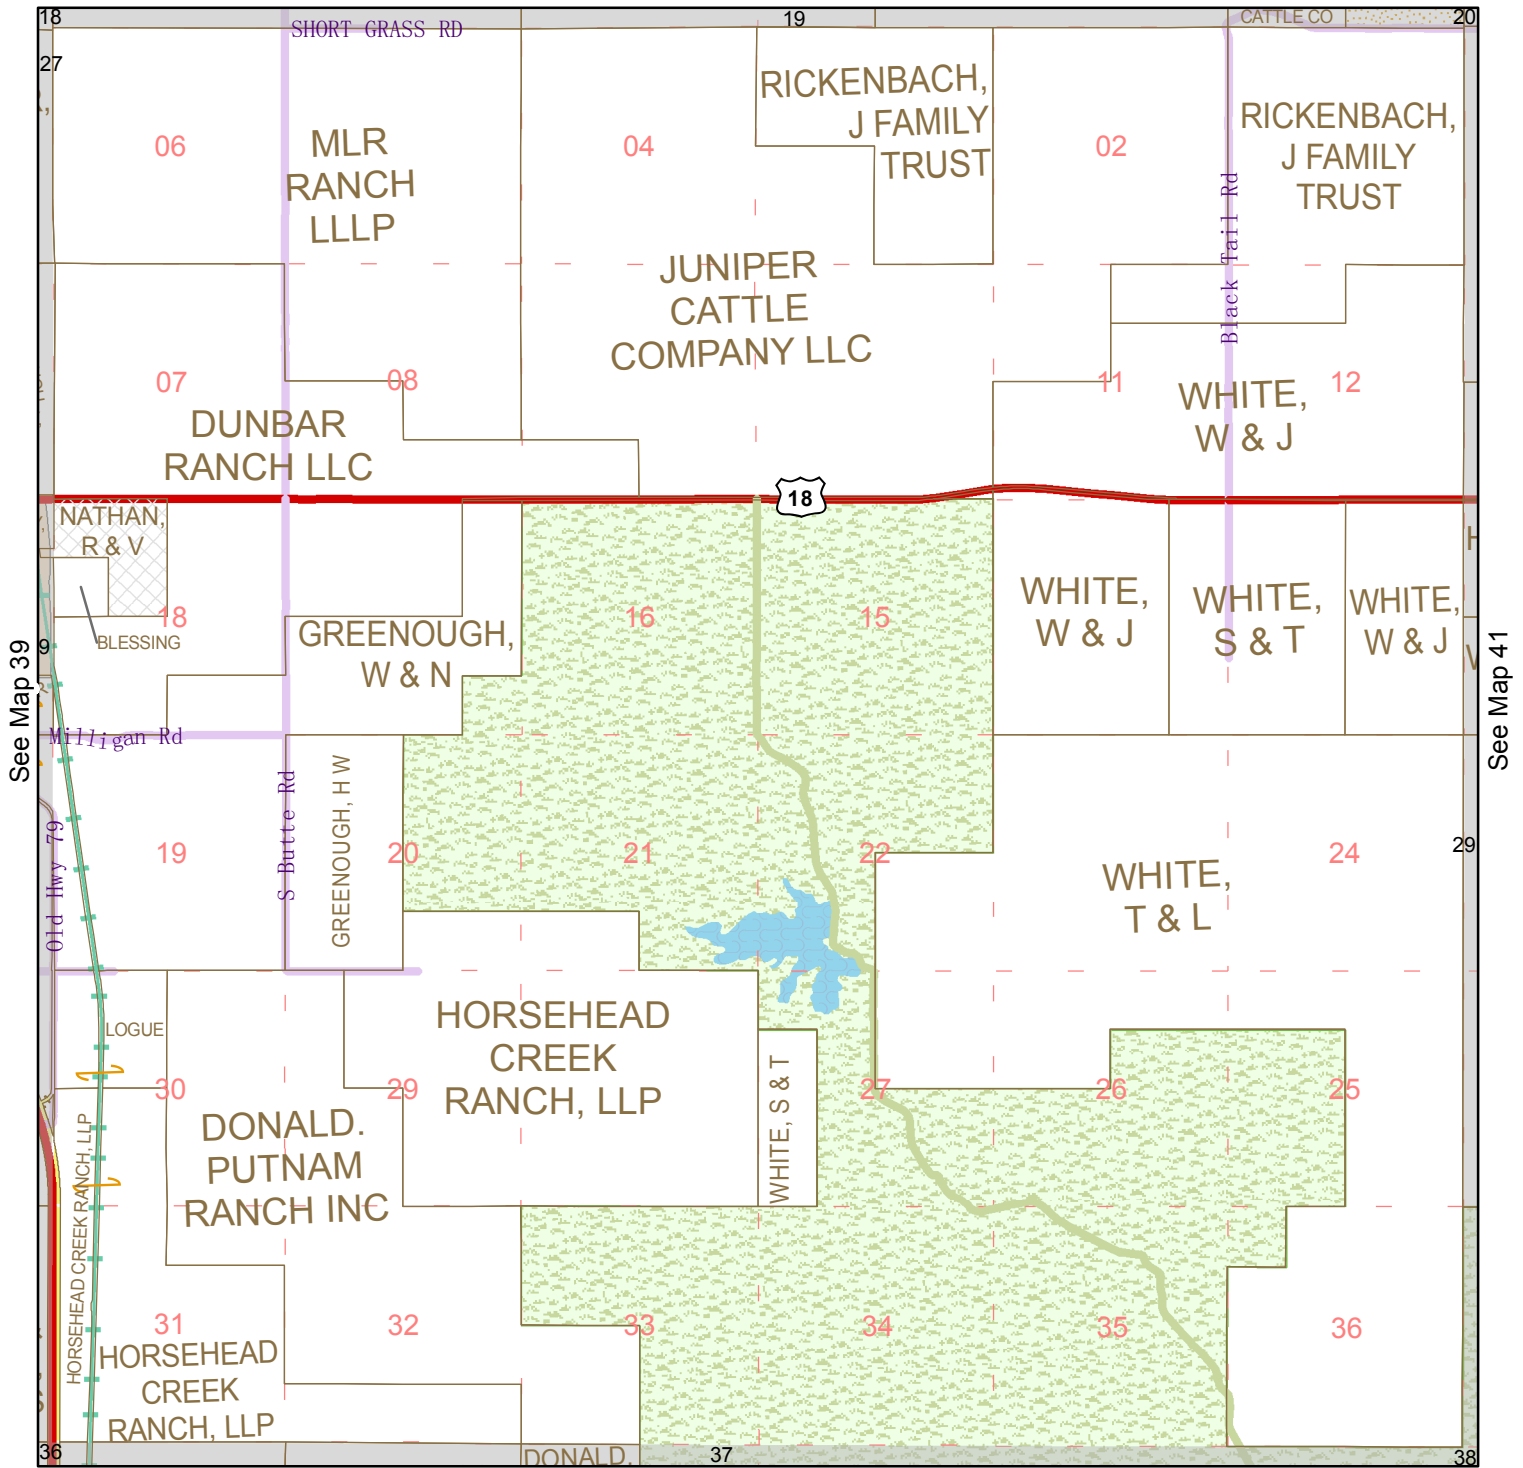 18
19
CATTLE CO
20
SHORT GRASS RD
27
06
MLR
RANCH
LLLP
04
RICKENBACH,
J FAMILY
TRUST
02
RICKENBACH,
J FAMILY
TRUST
Black Tail Rd
JUNIPER
CATTLE
COMPANY LLC
07
08
11
12
WHITE,
W & J
DUNBAR
RANCH LLC
18
NATHAN,
R & V
18
BLESSING
GREENOUGH,
W & N
16
15
WHITE,
W & J
WHITE,
S & T
WHITE,
W & J
9
See Map 39
See Map 41
Milligan Rd
S Butte Rd
GREENOUGH, H W
Old Hwy 79
19
20
21
22
24
29
WHITE,
T & L
LOGUE
HORSEHEAD
CREEK
RANCH, LLP
30
29
WHITE, S & T
27
26
25
DONALD.
PUTNAM
RANCH INC
HORSEHEAD CREEK RANCH, LLP
31
32
33
34
35
36
HORSEHEAD
CREEK
RANCH, LLP
36
DONALD.
37
38